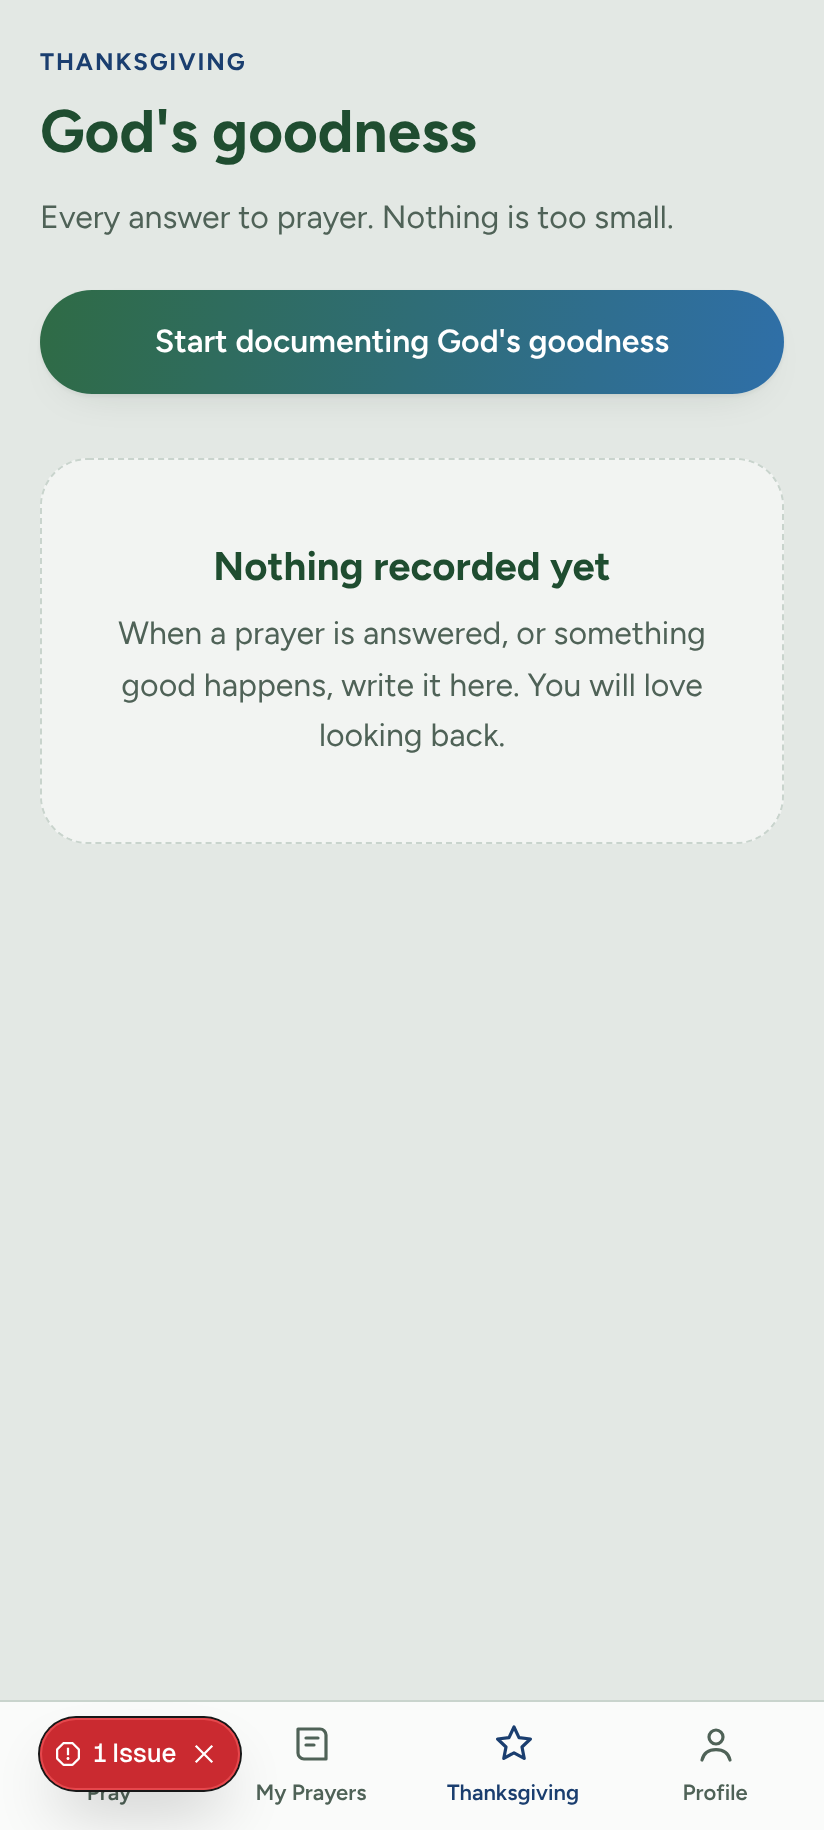 THANKSGIVING
God's goodness
Every answer to prayer. Nothing is too small.
Start documenting God's goodness
Nothing recorded yet
When a prayer is answered, or something
good happens, write it here. You will love
looking back.
1 Issue
Pray
My Prayers
Thanksgiving
Profile